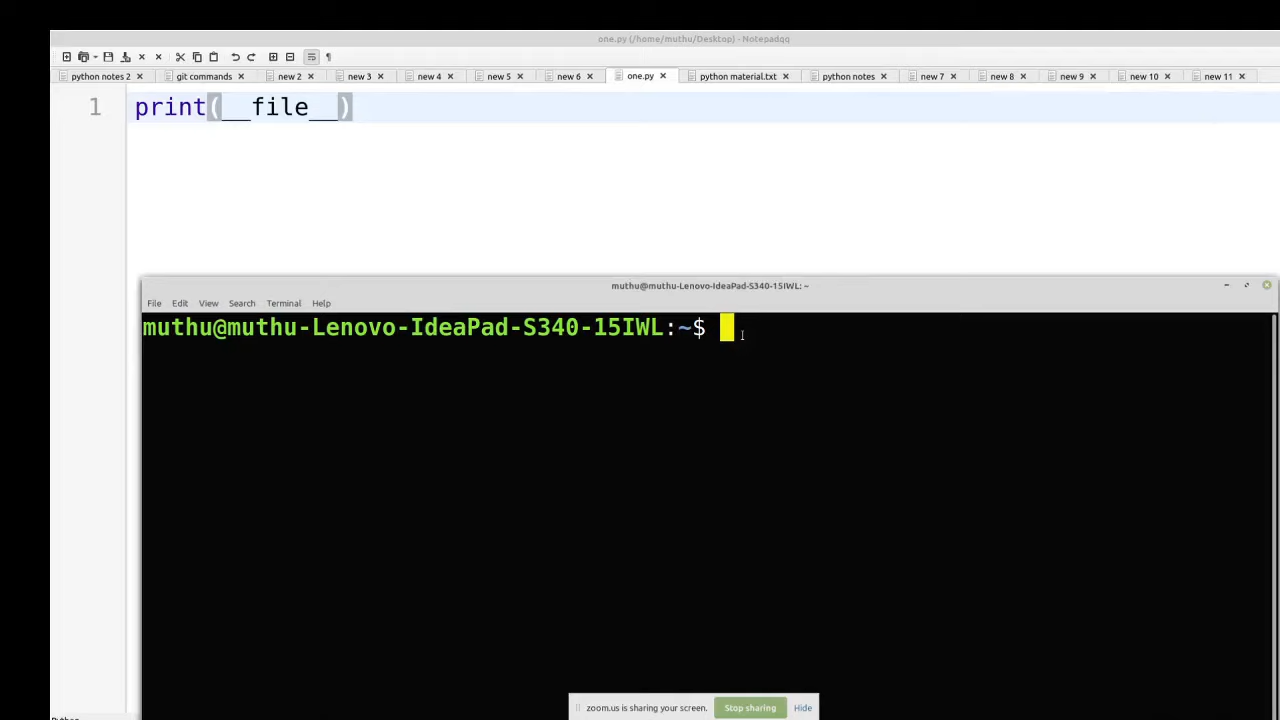 one.py (/home/muthu/Desktop) - Notepadqq
python notes 2 git commands new 2 new 3 new 4 new 5 new 6 one.py python material.txt python notes new 7 new 8 new 9 new 10 new 11
1 print(__file__)
muthu@muthu-Lenovo-IdeaPad-S340-15IWL: ~
File Edit View Search Terminal Help
muthu@muthu-Lenovo-IdeaPad-S340-15IWL:~$
zoom.us is sharing your screen. Stop sharing Hide